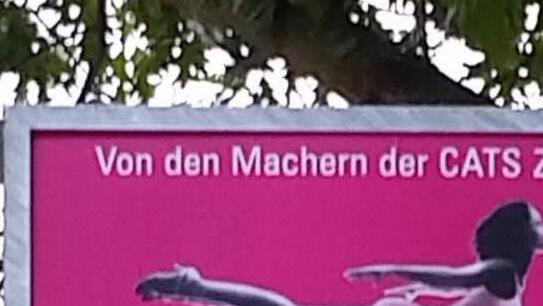 Von den Machern der CATS Z